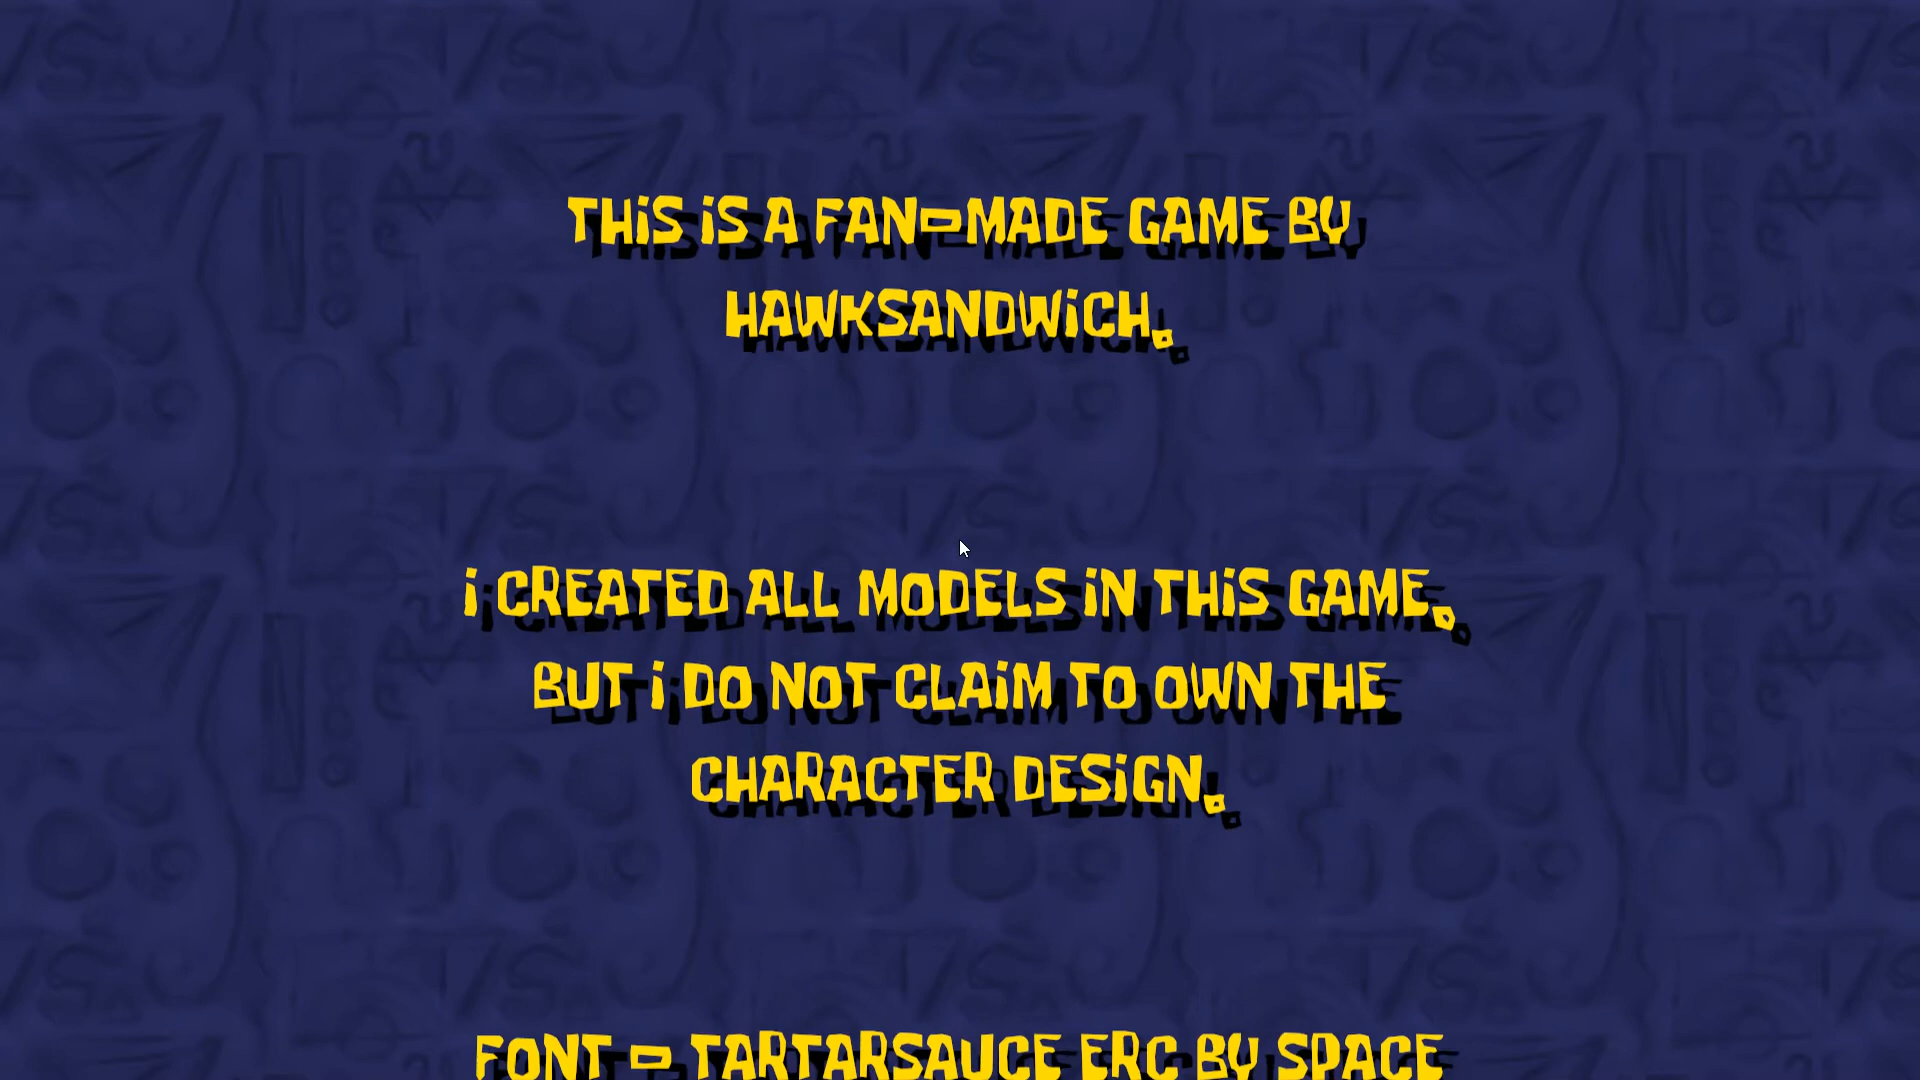 THiS iS A FAN-MADE GAME BY
HAWKSANDWiCH.
i CREATED ALL MODELS iN THiS GAME.
BUT i DO NOT CLAiM TO OWN THE
CHARACTER DESiGN.
FONT - TARTARSAUCE ERC BY SPACE